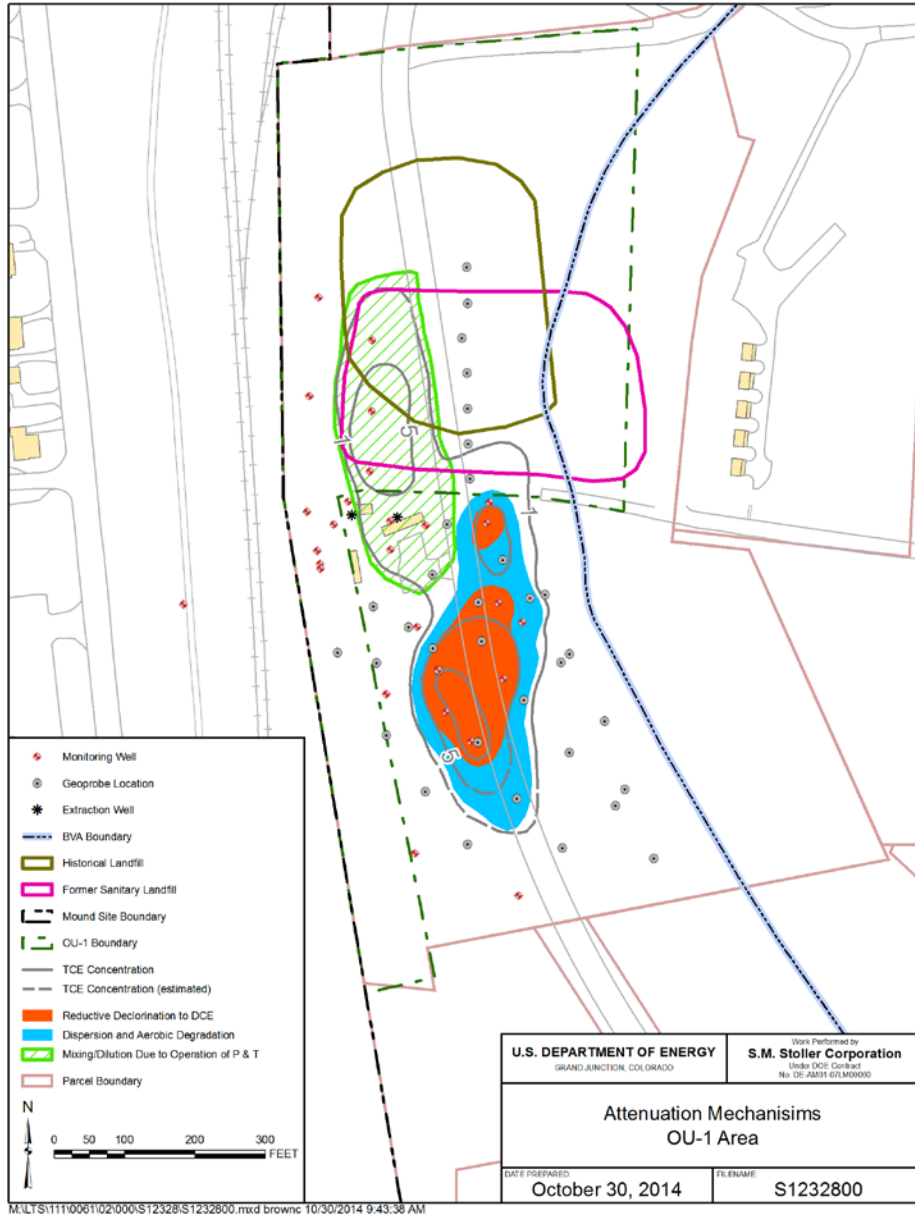 5
1
1
5
Monitoring Well
Geoprobe Location
Extraction Well
BVA Boundary
Historical Landfill
Former Sanitary Landfill
Mound Site Boundary
OU-1 Boundary
TCE Concentration
TCE Concentration (estimated)
Reductive Declorination to DCE
Dispersion and Aerobic Degradation
Mixing/Dilution Due to Operation of P & T
Parcel Boundary
N
0 50 100 200 300
FEET
U.S. DEPARTMENT OF ENERGY
GRAND JUNCTION, COLORADO
Work Performed by
S.M. Stoller Corporation
Under DOE Contract
No. DE-AM01-07LM00060
Attenuation Mechanisims
OU-1 Area
DATE PREPARED:
October 30, 2014
FILENAME:
S1232800
M:\LTS\111\0061\02\000\S12328\S1232800.mxd brownc 10/30/2014 9:43:38 AM